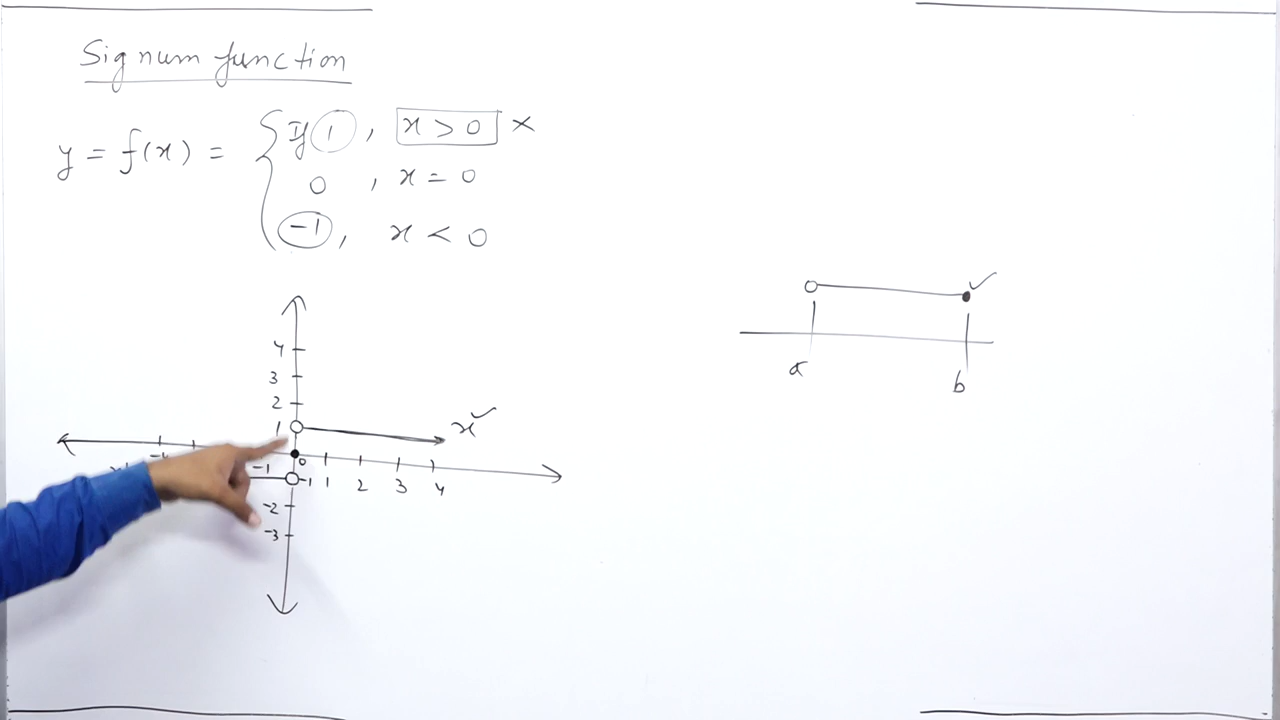 Signum function
y = f(x) = { If 1 , x > 0 ×
0 , x = 0
-1 , x < 0
4
3
2
1
x
0
-1
-1 1 2 3 4
-2
-3
a b